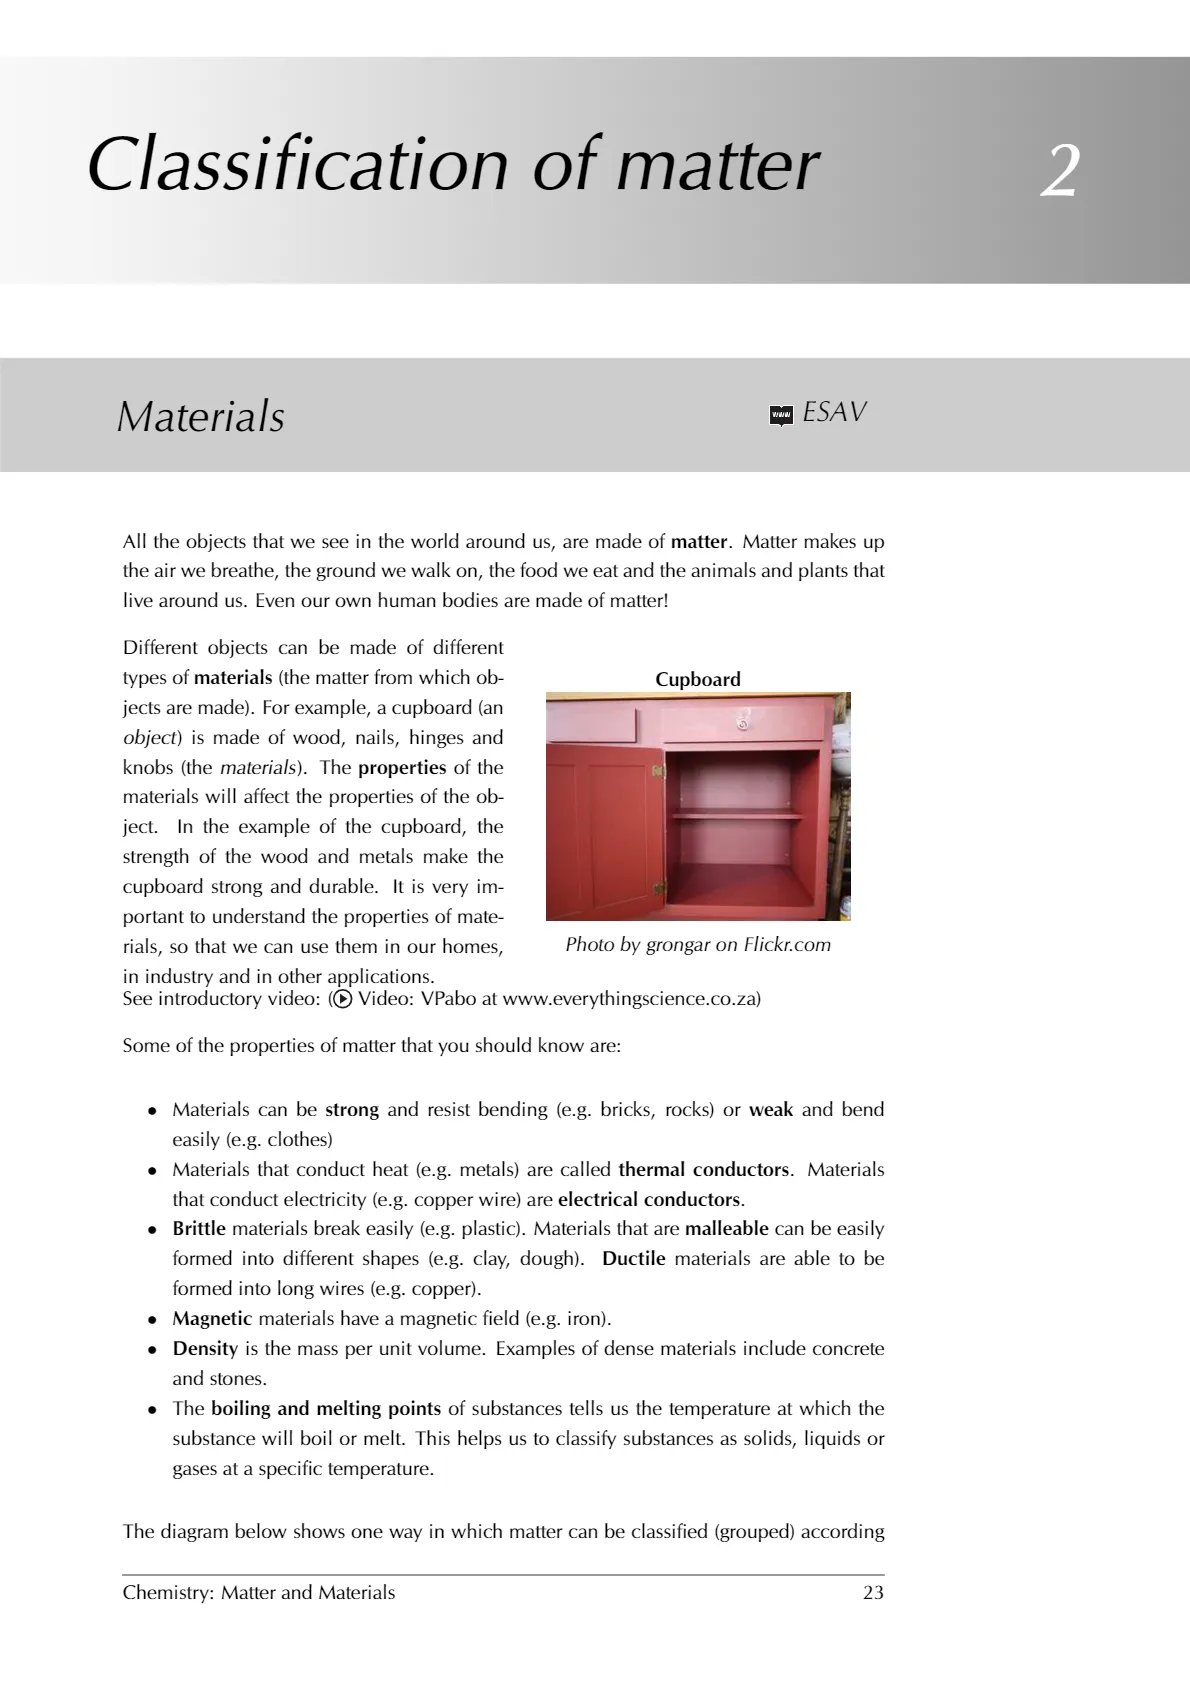 Classification of matter
2
Materials
www ESAV
All the objects that we see in the world around us, are made of matter. Matter makes up
the air we breathe, the ground we walk on, the food we eat and the animals and plants that
live around us. Even our own human bodies are made of matter!
Different objects can be made of different
types of materials (the matter from which ob-
jects are made). For example, a cupboard (an
object) is made of wood, nails, hinges and
knobs (the materials). The properties of the
materials will affect the properties of the ob-
ject. In the example of the cupboard, the
strength of the wood and metals make the
cupboard strong and durable. It is very im-
portant to understand the properties of mate-
rials, so that we can use them in our homes,
in industry and in other applications.
Cupboard
Photo by grongar on Flickr.com
See introductory video: ( Video: VPabo at www.everythingscience.co.za)
Some of the properties of matter that you should know are:
• Materials can be strong and resist bending (e.g. bricks, rocks) or weak and bend
easily (e.g. clothes)
• Materials that conduct heat (e.g. metals) are called thermal conductors. Materials
that conduct electricity (e.g. copper wire) are electrical conductors.
• Brittle materials break easily (e.g. plastic). Materials that are malleable can be easily
formed into different shapes (e.g. clay, dough). Ductile materials are able to be
formed into long wires (e.g. copper).
• Magnetic materials have a magnetic field (e.g. iron).
• Density is the mass per unit volume. Examples of dense materials include concrete
and stones.
• The boiling and melting points of substances tells us the temperature at which the
substance will boil or melt. This helps us to classify substances as solids, liquids or
gases at a specific temperature.
The diagram below shows one way in which matter can be classified (grouped) according
Chemistry: Matter and Materials
23